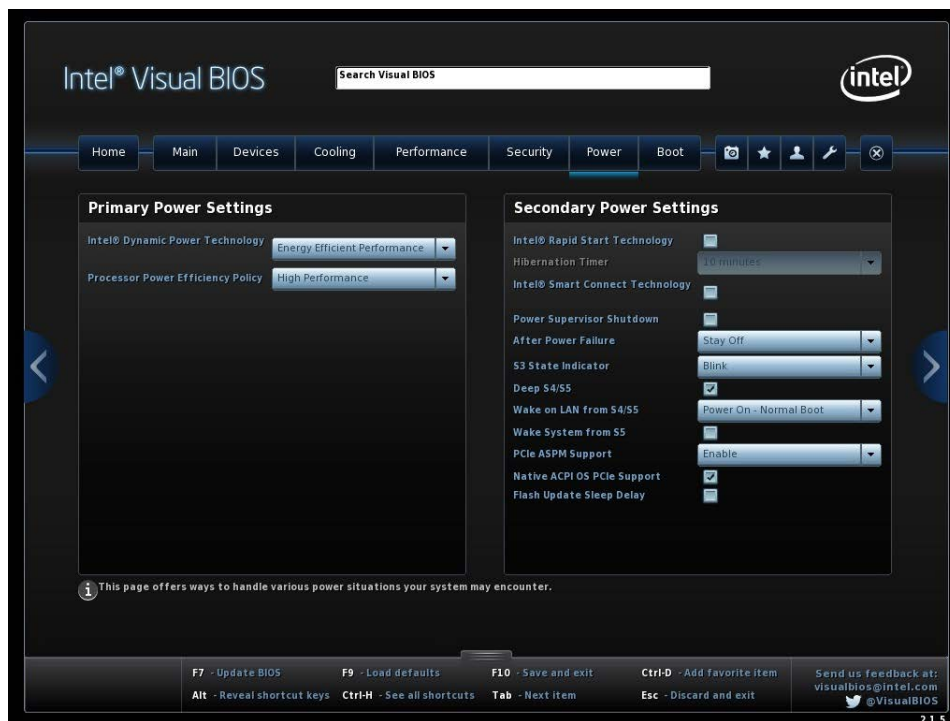 Intel® Visual BIOS
Search Visual BIOS
intel®
Home Main Devices Cooling Performance Security Power Boot
Primary Power Settings
Intel® Dynamic Power Technology Energy Efficient Performance
Processor Power Efficiency Policy High Performance
Secondary Power Settings
Intel® Rapid Start Technology
Hibernation Timer 10 minutes
Intel® Smart Connect Technology
Power Supervisor Shutdown
After Power Failure Stay Off
S3 State Indicator Blink
Deep S4/S5
Wake on LAN from S4/S5 Power On - Normal Boot
Wake System from S5
PCIe ASPM Support Enable
Native ACPI OS PCIe Support
Flash Update Sleep Delay
This page offers ways to handle various power situations your system may encounter.
F7 - Update BIOS F9 - Load defaults F10 - Save and exit Ctrl-D - Add favorite item
Alt - Reveal shortcut keys Ctrl-H - See all shortcuts Tab - Next item Esc - Discard and exit
Send us feedback at:
visualbios@intel.com
@VisualBIOS
2.1.5